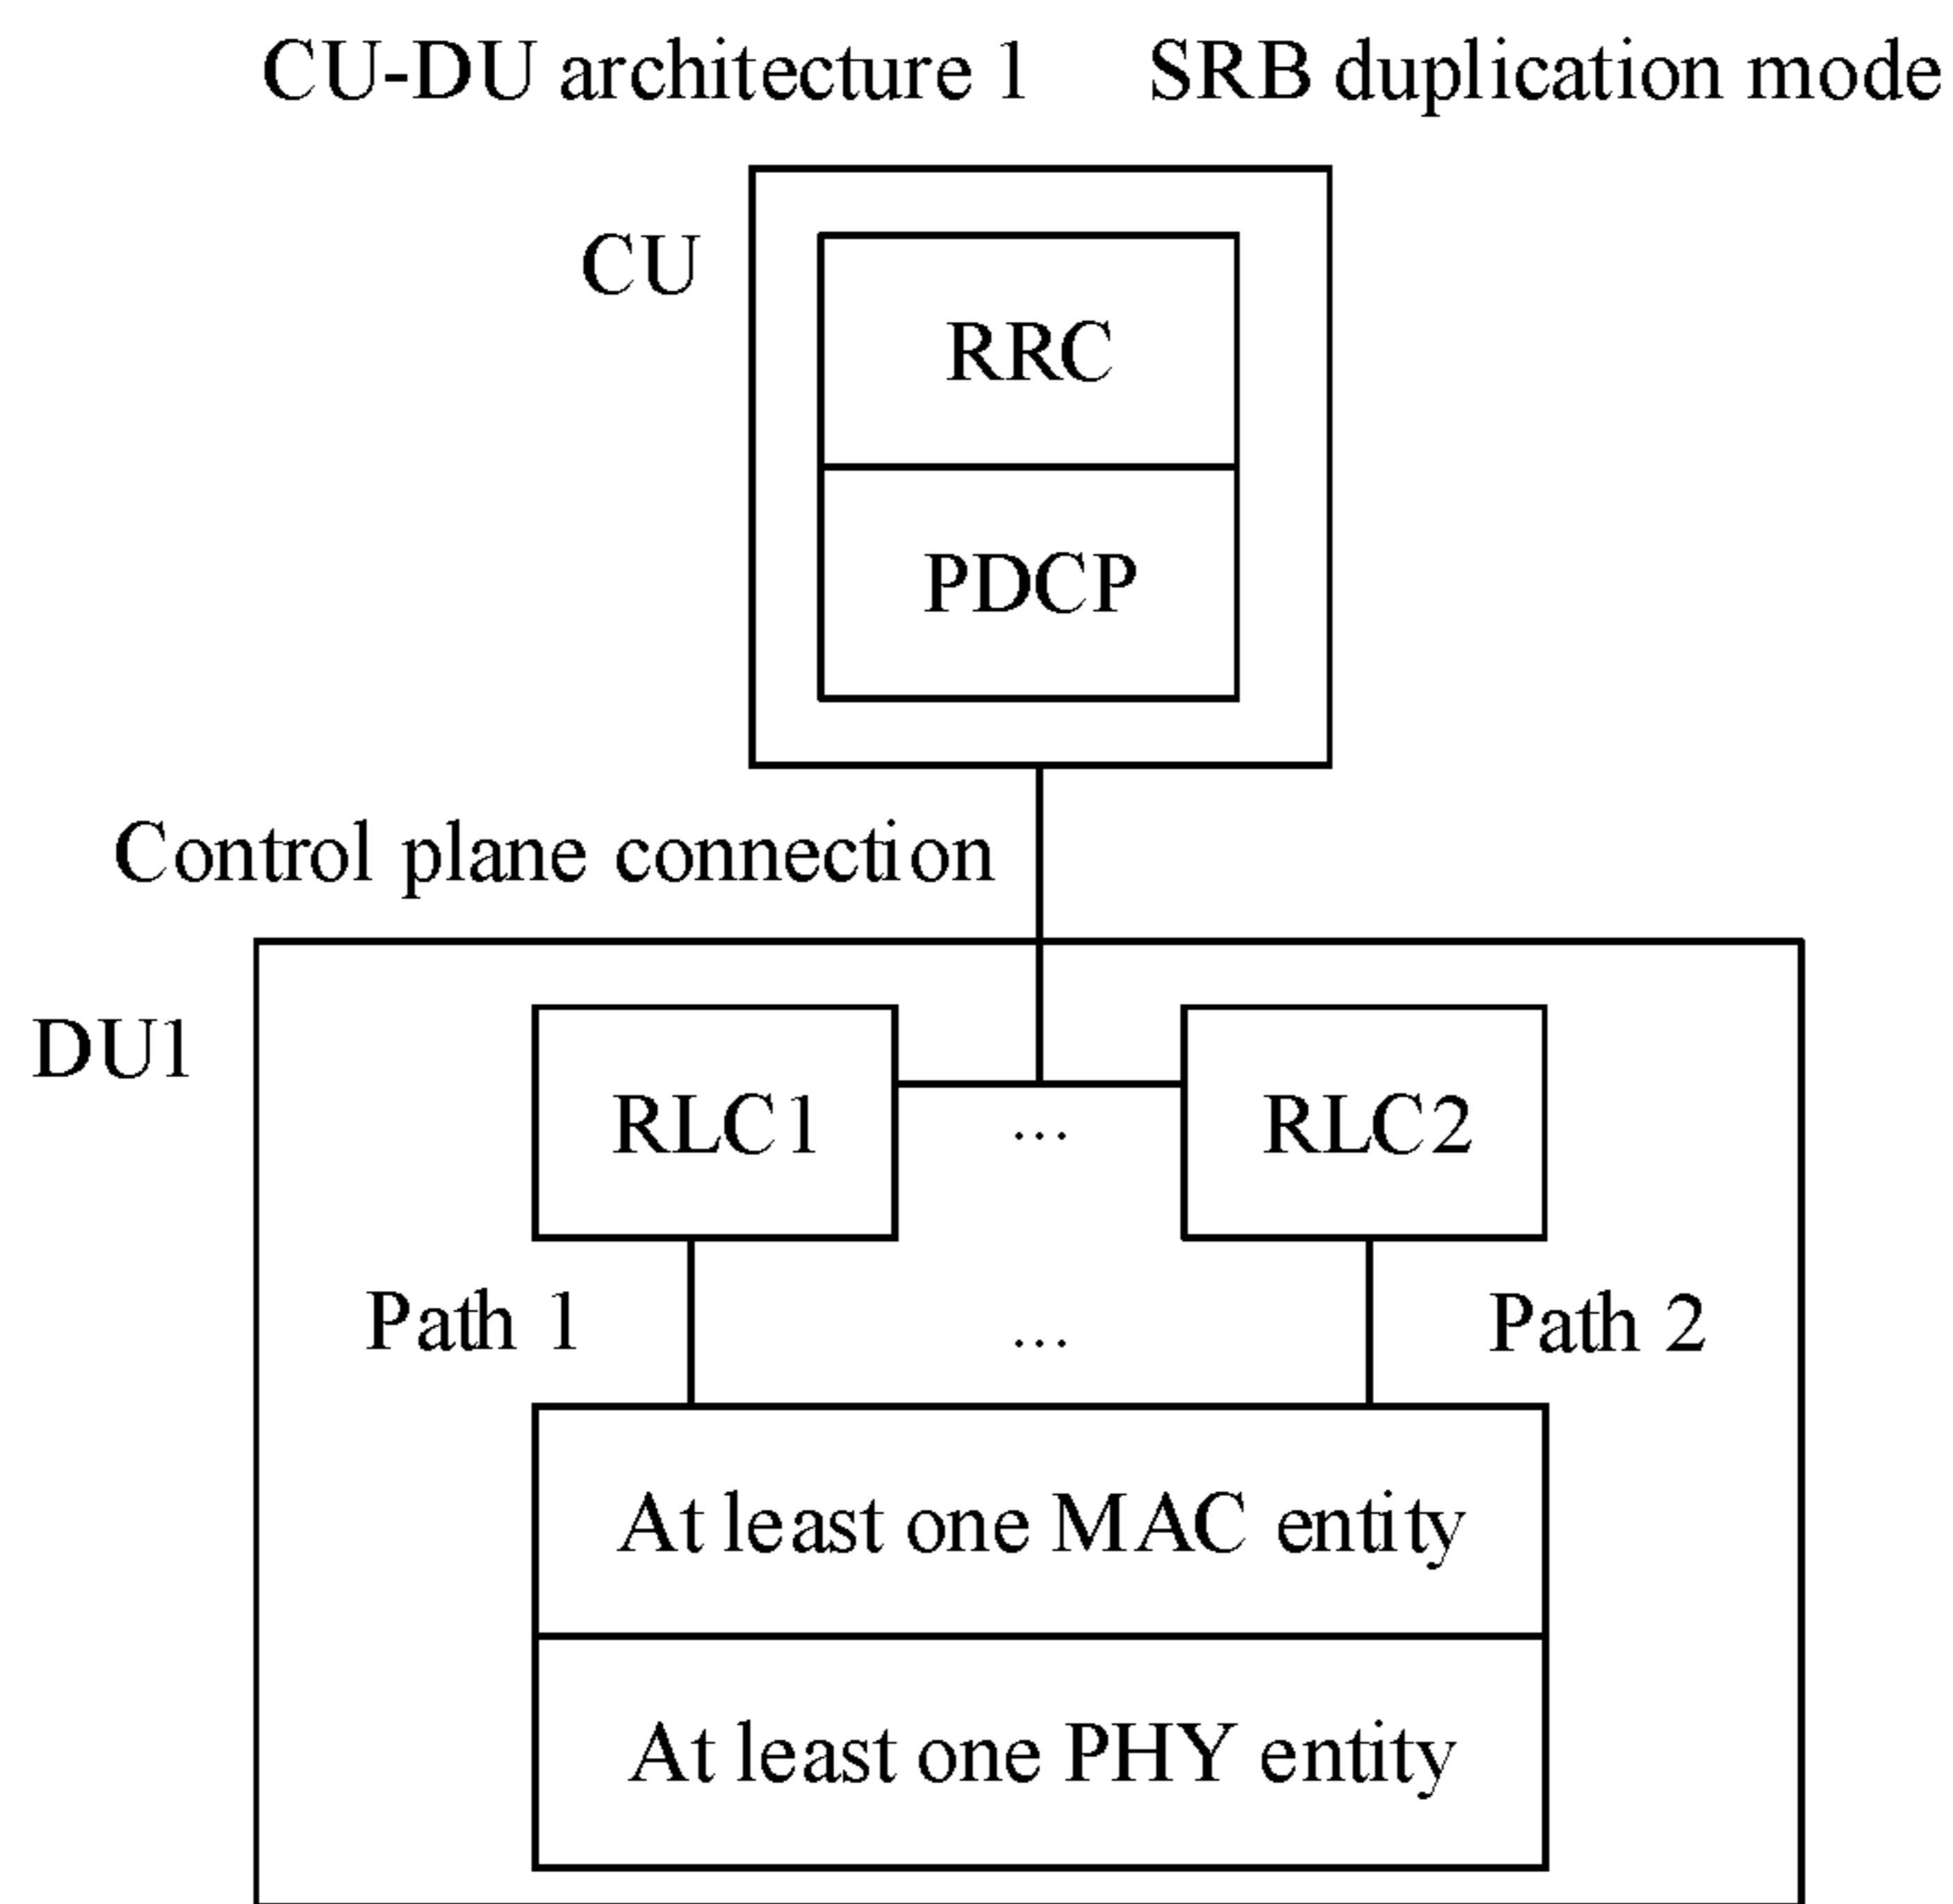 CU-DU architecture 1 SRB duplication mode
CU
RRC
PDCP
Control plane connection
DU1
RLC1 ... RLC2
Path 1 ... Path 2
At least one MAC entity
At least one PHY entity